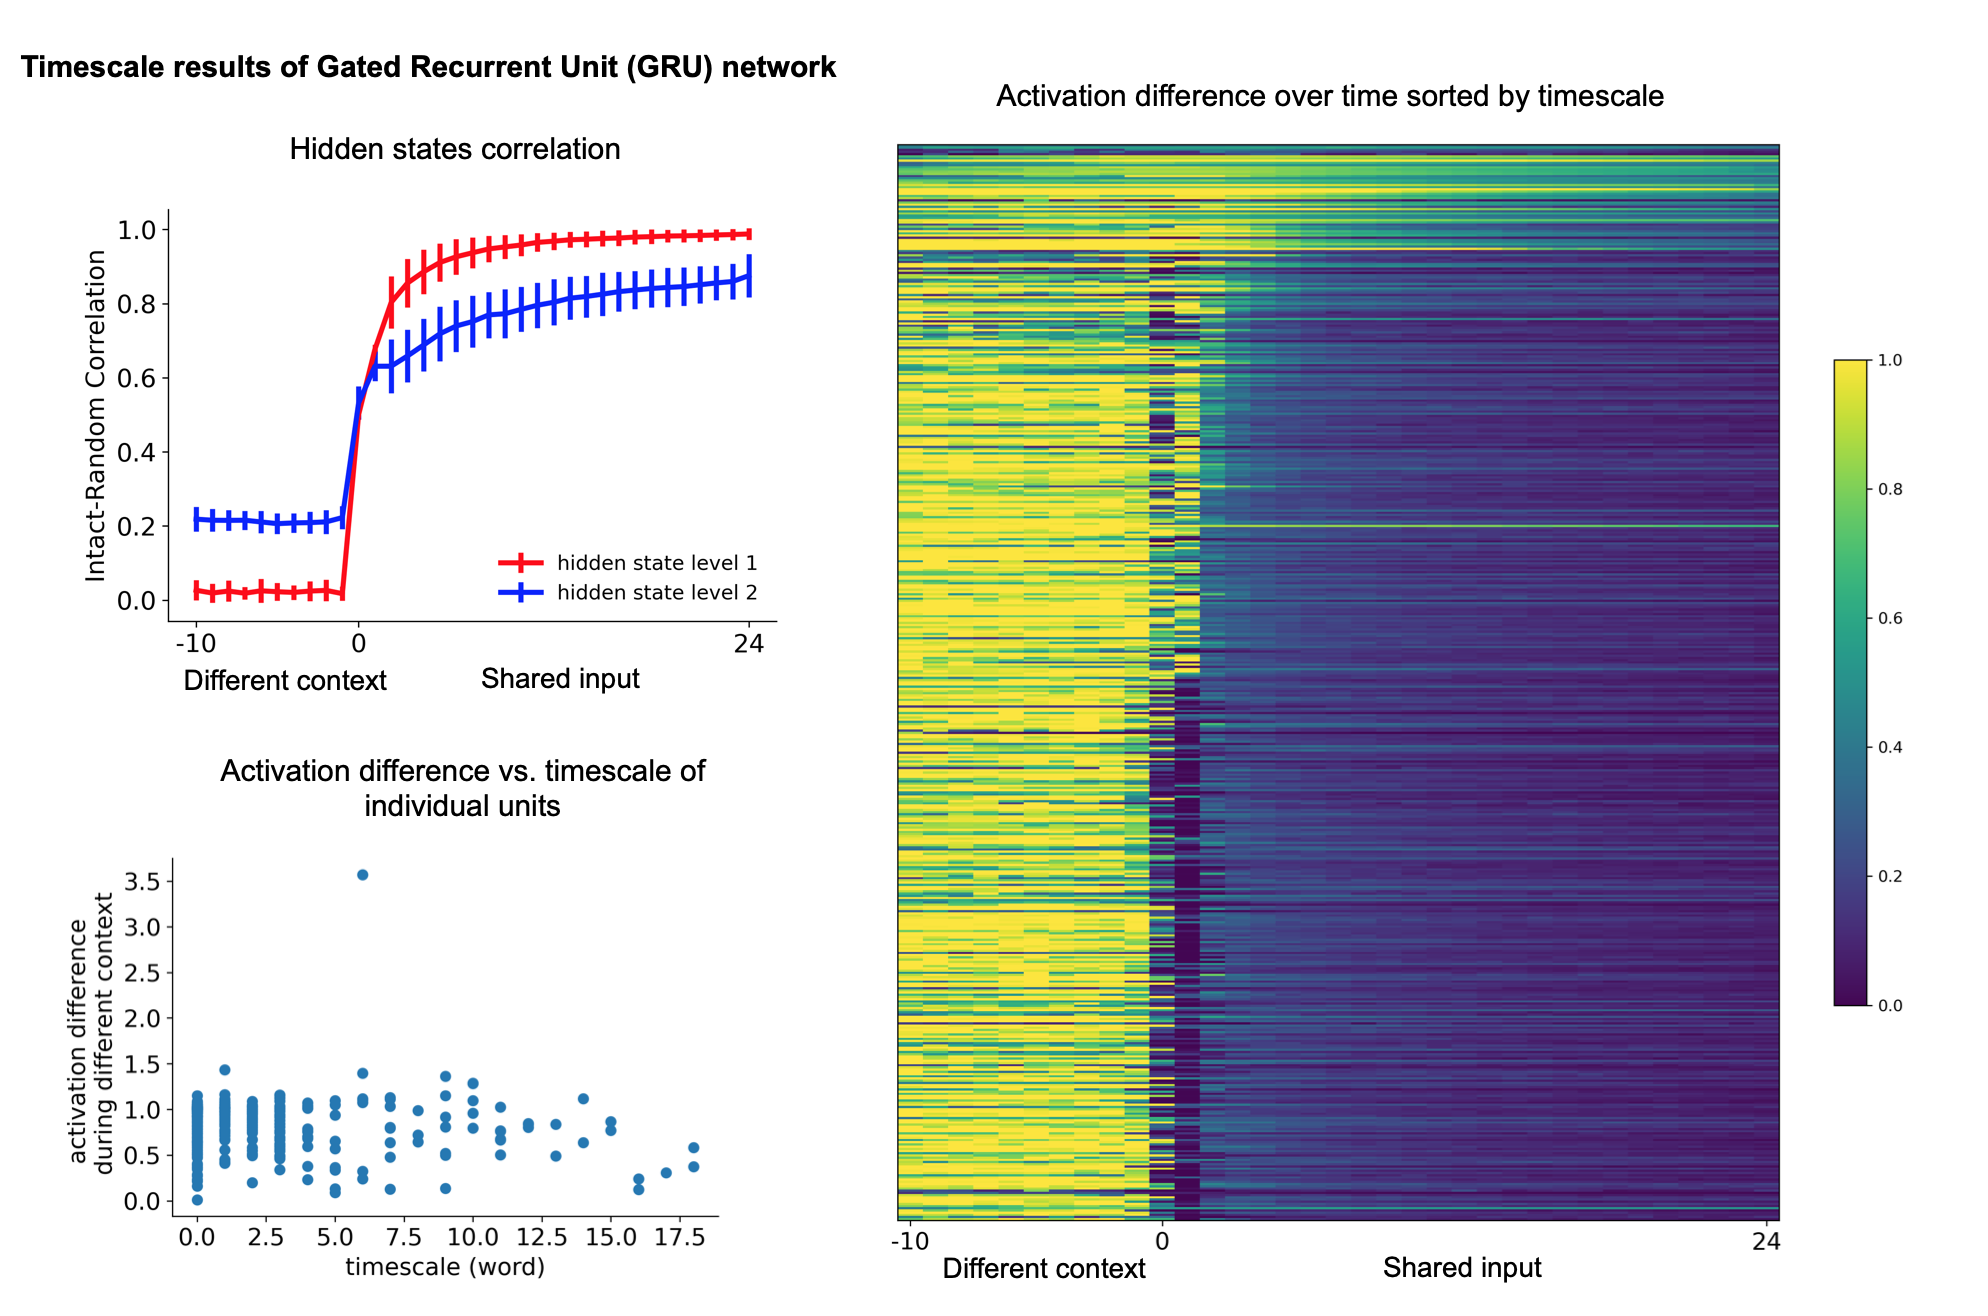 Timescale results of Gated Recurrent Unit (GRU) network
Hidden states correlation
Intact-Random Correlation
1.0
0.8
0.6
0.4
0.2
0.0
hidden state level 1
hidden state level 2
-10
0
24
Different context
Shared input
Activation difference vs. timescale of
individual units
activation difference
during different context
3.5
3.0
2.5
2.0
1.5
1.0
0.5
0.0
0.0
2.5
5.0
7.5
10.0
12.5
15.0
17.5
timescale (word)
Activation difference over time sorted by timescale
-10
0
24
Different context
Shared input
1.0
0.8
0.6
0.4
0.2
0.0